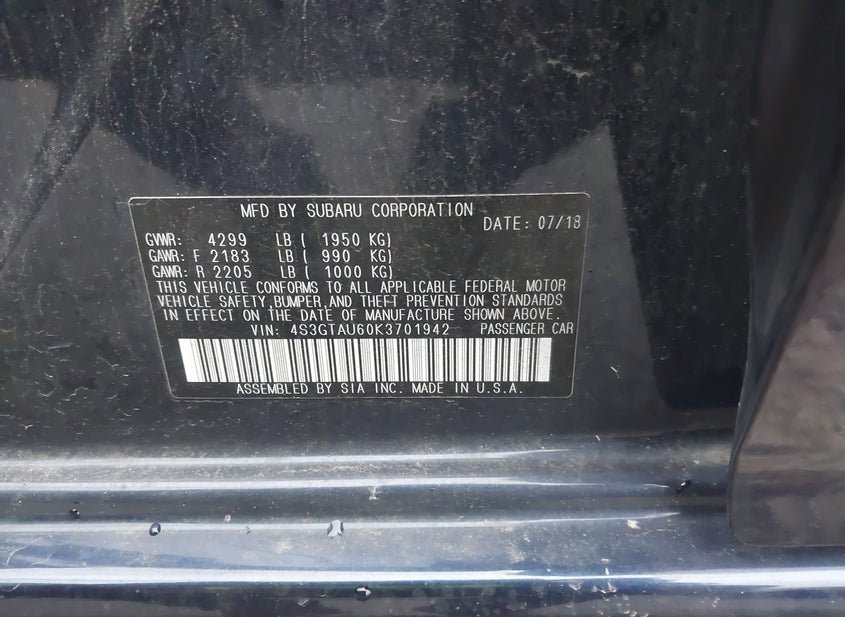 MFD BY SUBARU CORPORATION
DATE: 07/18
GVWR: 4299 LB ( 1950 KG)
GAWR: F 2183 LB ( 990 KG)
GAWR: R 2205 LB ( 1000 KG)
THIS VEHICLE CONFORMS TO ALL APPLICABLE FEDERAL MOTOR
VEHICLE SAFETY, BUMPER, AND THEFT PREVENTION STANDARDS
IN EFFECT ON THE DATE OF MANUFACTURE SHOWN ABOVE.
VIN: 4S3GTAU60K3701942 PASSENGER CAR
ASSEMBLED BY SIA INC. MADE IN U.S.A.